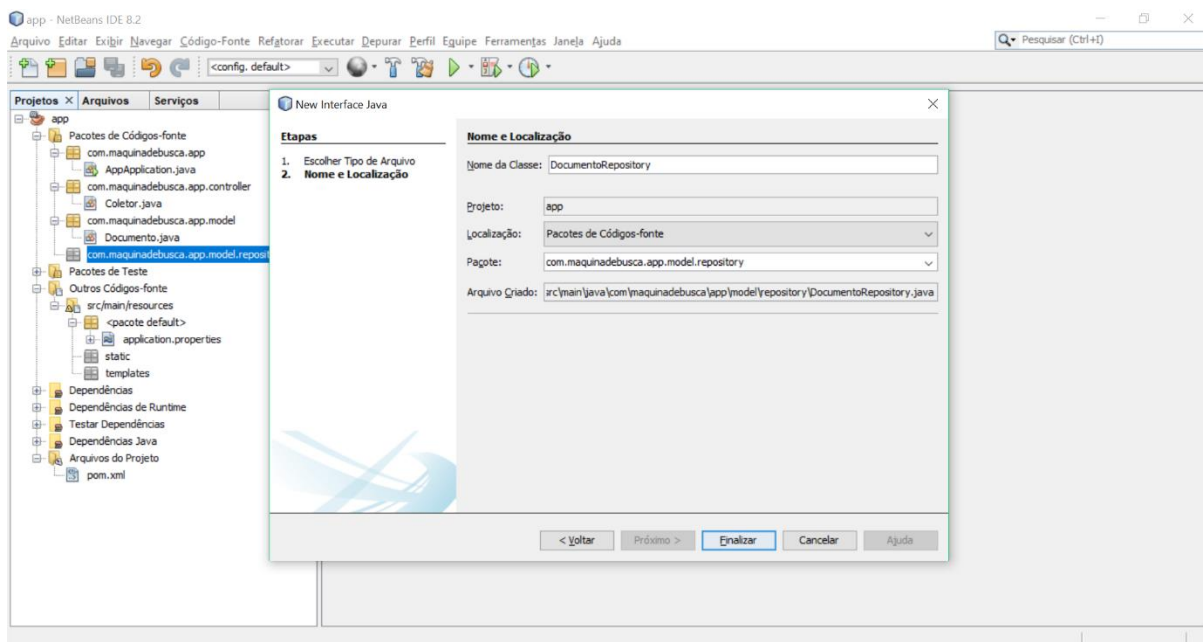 app - NetBeans IDE 8.2
Arquivo Editar Exibir Navegar Código-Fonte Refatorar Executar Depurar Perfil Equipe Ferramentas Janela Ajuda
Pesquisar (Ctrl+I)
<config. default>
Projetos Arquivos Serviços
app
Pacotes de Códigos-fonte
com.maquinadebusca.app
AppApplication.java
com.maquinadebusca.app.controller
Coletor.java
com.maquinadebusca.app.model
Documento.java
com.maquinadebusca.app.model.reposit
Pacotes de Teste
Outros Códigos-fonte
src/main/resources
<pacote default>
application.properties
static
templates
Dependências
Dependências de Runtime
Testar Dependências
Dependências Java
Arquivos do Projeto
pom.xml
New Interface Java
Etapas
1. Escolher Tipo de Arquivo
2. Nome e Localização
Nome e Localização
Nome da Classe: DocumentoRepository
Projeto: app
Localização: Pacotes de Códigos-fonte
Pacote: com.maquinadebusca.app.model.repository
Arquivo Criado: src\main\java\com\maquinadebusca\app\model\repository\DocumentoRepository.java
< Voltar Próximo > Finalizar Cancelar Ajuda